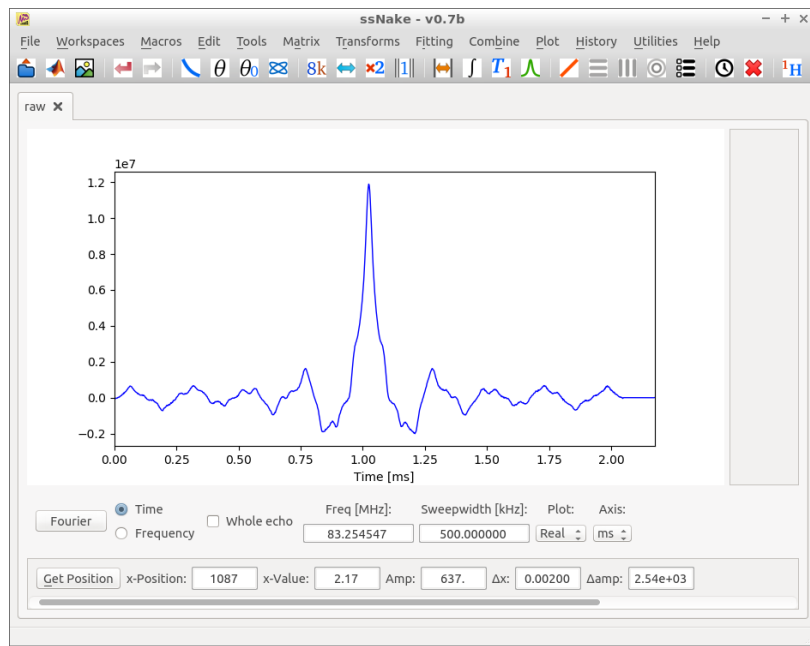 ssNake - v0.7b
File Workspaces Macros Edit Tools Matrix Transforms Fitting Combine Plot History Utilities Help
θ θ0 8k ×2 ||1|| ∫ T1 1H
raw
1e7
1.2
1.0
0.8
0.6
0.4
0.2
0.0
−0.2
0.00 0.25 0.50 0.75 1.00 1.25 1.50 1.75 2.00
Time [ms]
Fourier
Time
Frequency
Whole echo
Freq [MHz]: Sweepwidth [kHz]: Plot: Axis:
83.254547 500.000000 Real ms
Get Position x-Position: 1087 x-Value: 2.17 Amp: 637. Δx: 0.00200 Δamp: 2.54e+03